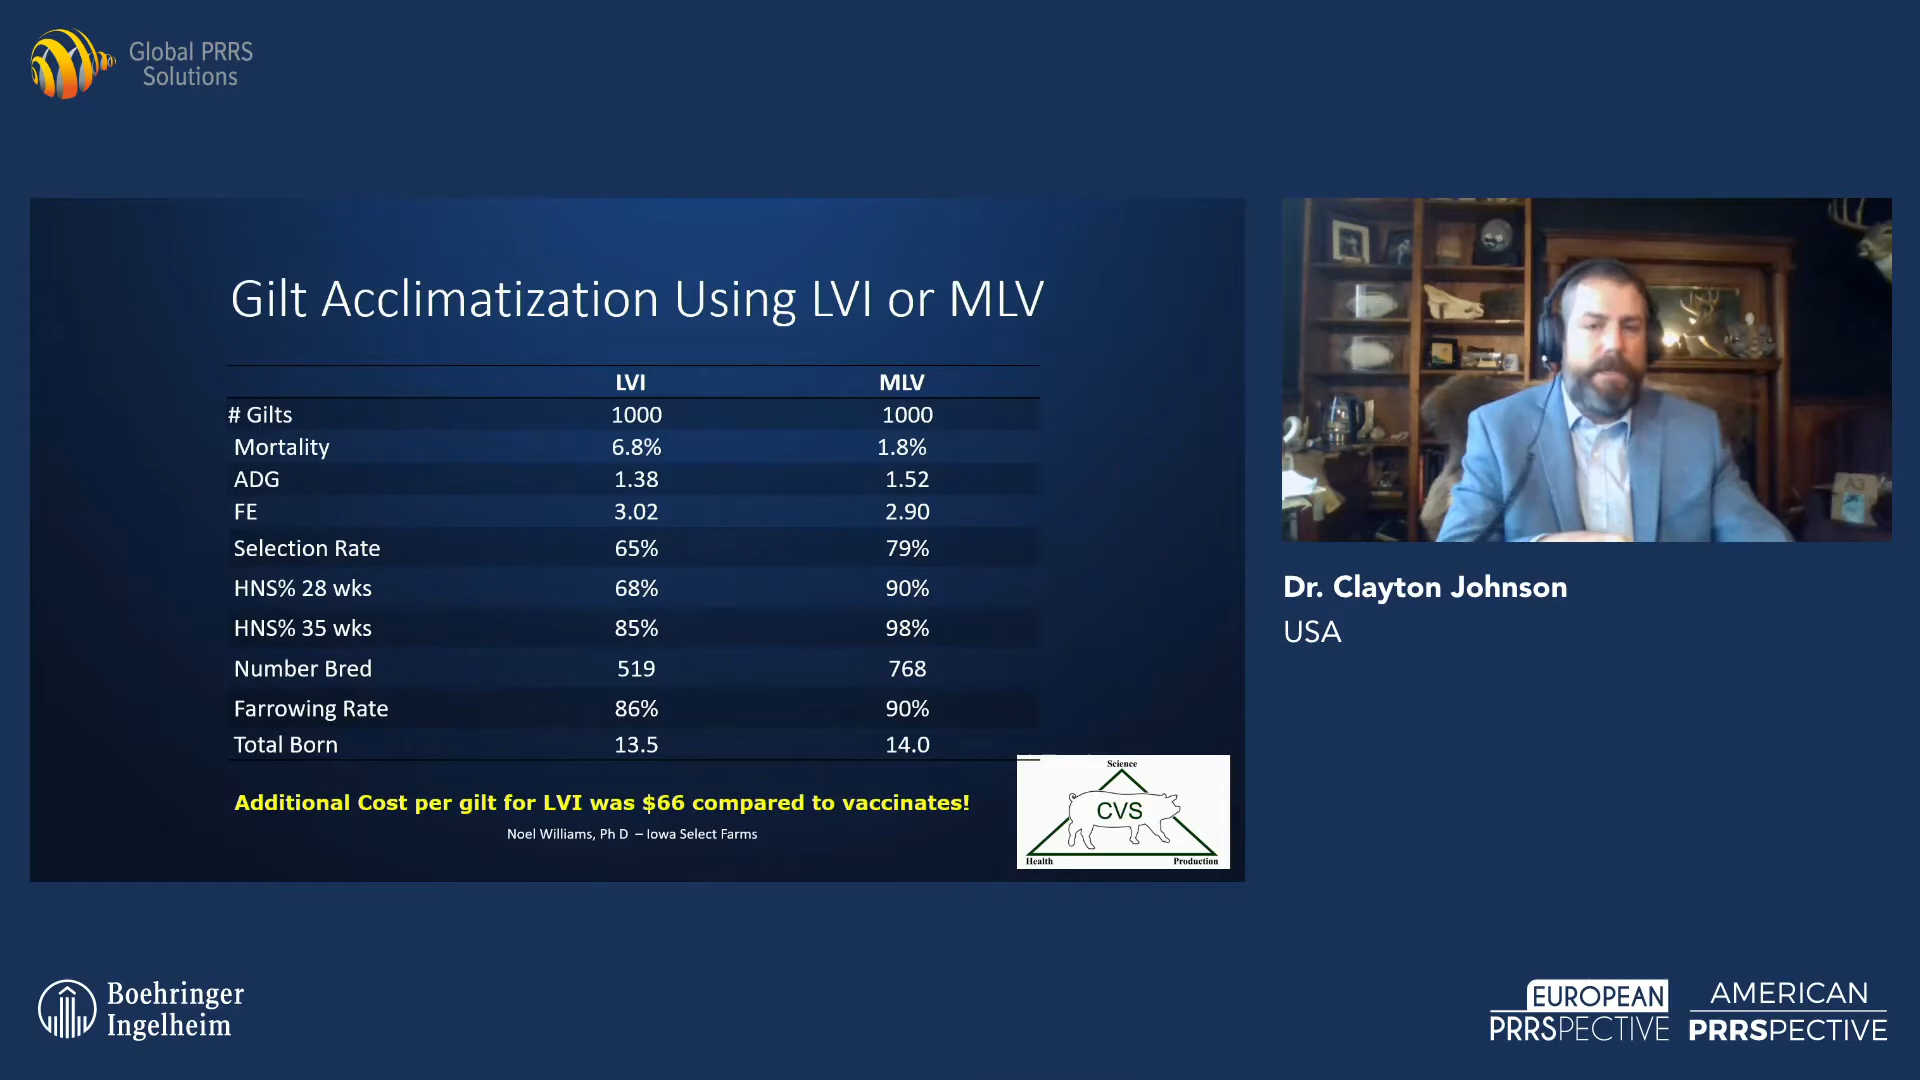 Global PRRS
Solutions
Gilt Acclimatization Using LVI or MLV
LVI MLV
# Gilts 1000 1000
Mortality 6.8% 1.8%
ADG 1.38 1.52
FE 3.02 2.90
Selection Rate 65% 79%
HNS% 28 wks 68% 90%
HNS% 35 wks 85% 98%
Number Bred 519 768
Farrowing Rate 86% 90%
Total Born 13.5 14.0
Additional Cost per gilt for LVI was $66 compared to vaccinates!
Noel Williams, Ph D – Iowa Select Farms
Science
CVS
Health Production
Dr. Clayton Johnson
USA
Boehringer
Ingelheim
EUROPEAN
PRRSPECTIVE
AMERICAN
PRRSPECTIVE